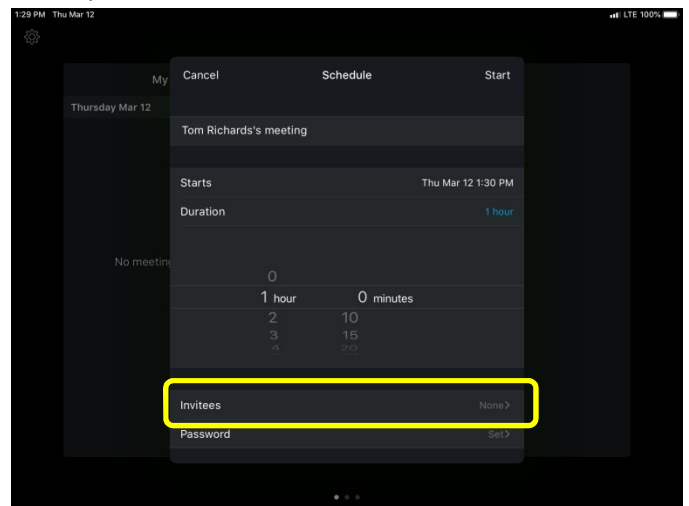 1:29 PM Thu Mar 12 LTE 100%
My
Cancel Schedule Start
Thursday Mar 12
Tom Richards's meeting
Starts Thu Mar 12 1:30 PM
Duration 1 hour
No meeting
0
1 hour 0 minutes
2 10
3 15
4 20
Invitees None>
Password Set>